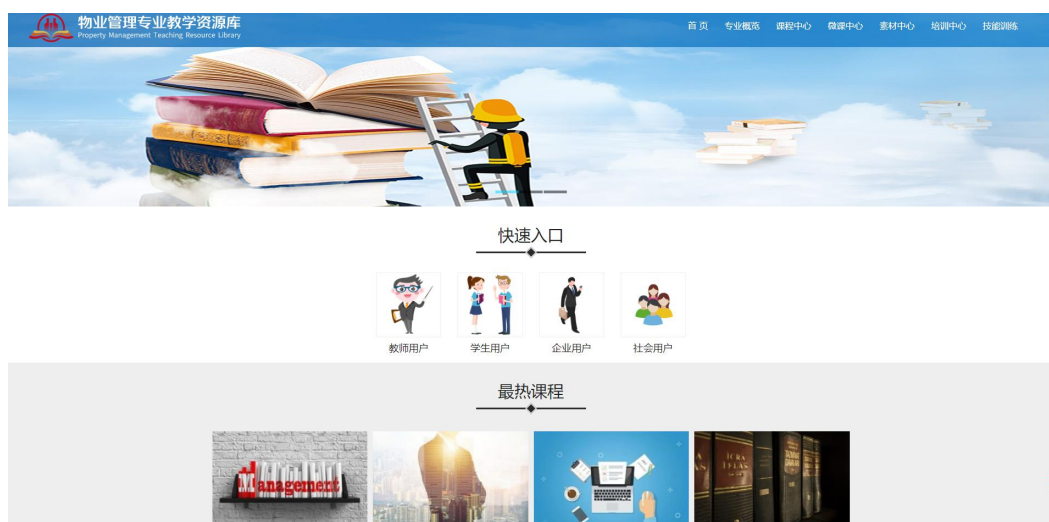 物业管理专业教学资源库
Property Management Teaching Resource Library
首页 专业概览 课程中心 微课中心 素材中心 培训中心 技能训练
快速入口
教师用户 学生用户 企业用户 社会用户
最热课程
Management